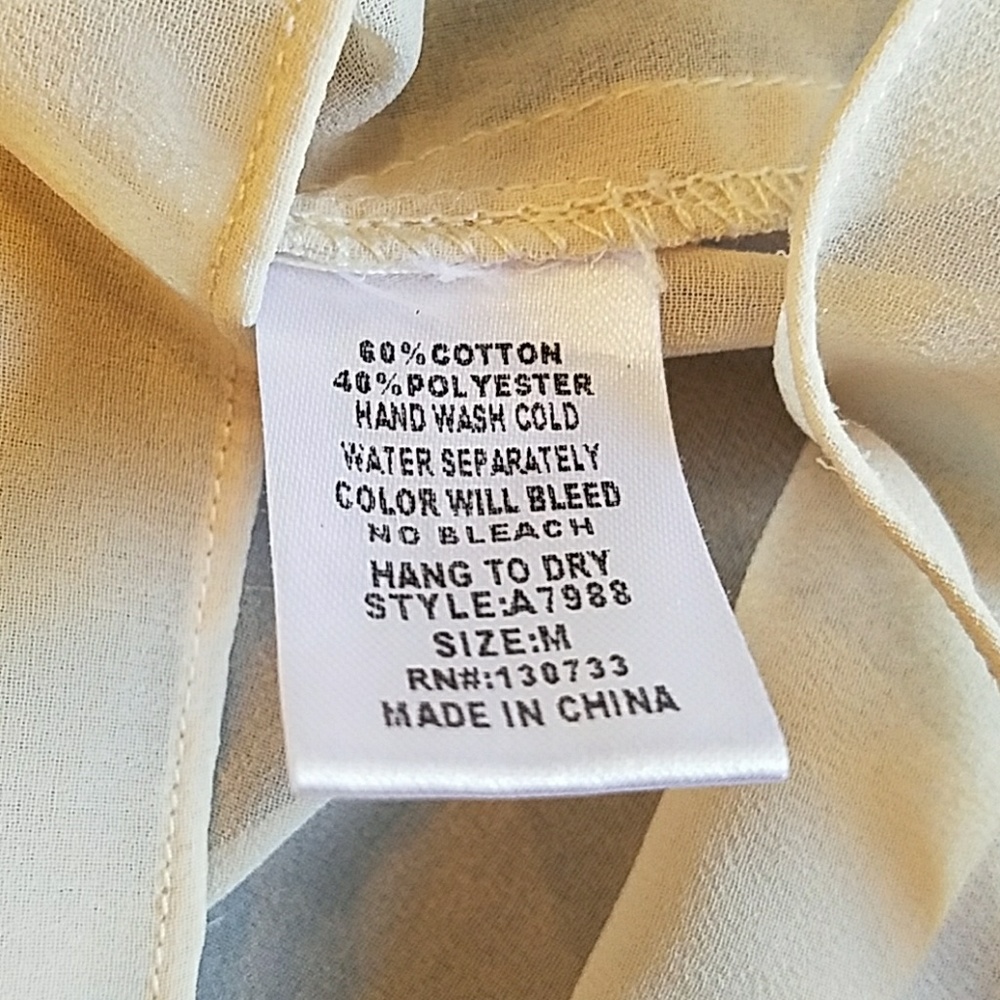 60%COTTON
40%POLYESTER
HAND WASH COLD
WATER SEPARATELY
COLOR WILL BLEED
NO BLEACH
HANG TO DRY
STYLE:A7988
SIZE:M
RN#:130733
MADE IN CHINA